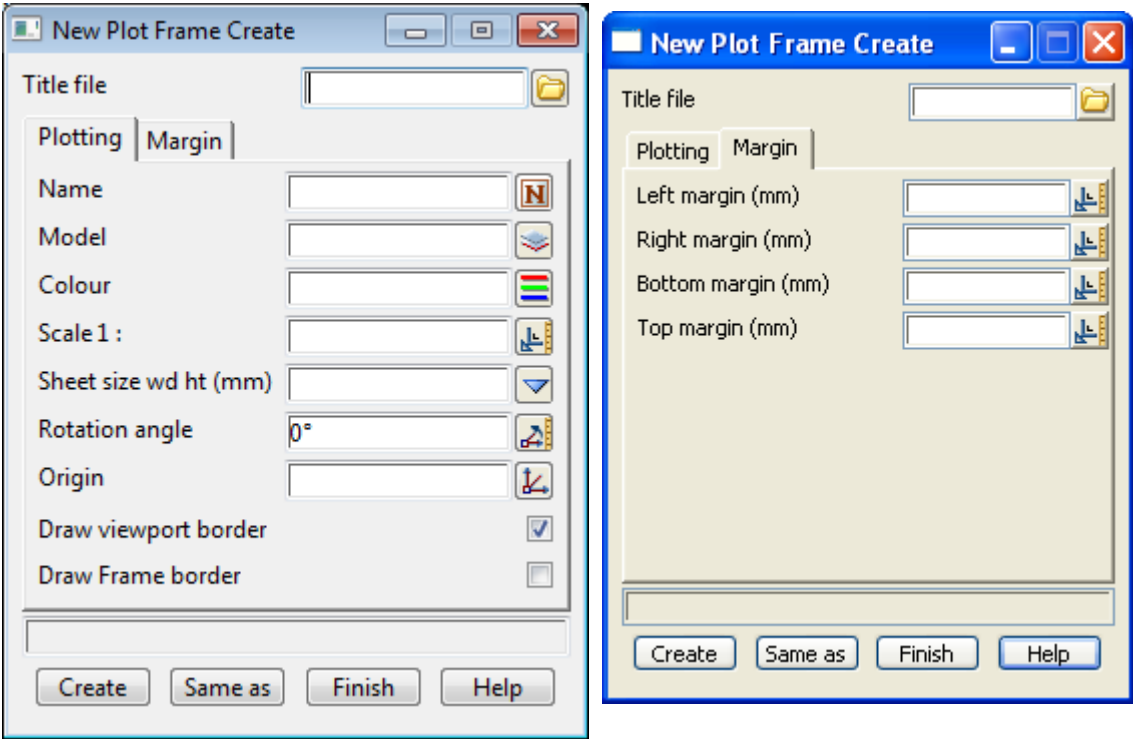 New Plot Frame Create
Title file
Plotting Margin
Name
N
Model
Colour
Scale 1 :
Sheet size wd ht (mm)
Rotation angle 0°
Origin
Draw viewport border
Draw Frame border
Create Same as Finish Help
New Plot Frame Create
Title file
Plotting Margin
Left margin (mm)
Right margin (mm)
Bottom margin (mm)
Top margin (mm)
Create Same as Finish Help